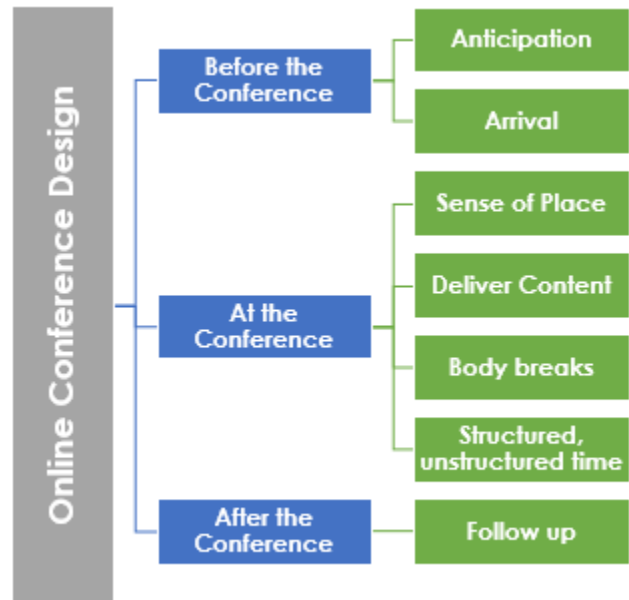 Online Conference Design
Before the
Conference
Anticipation
Arrival
At the
Conference
Sense of Place
Deliver Content
Body breaks
Structured,
unstructured time
After the
Conference
Follow up